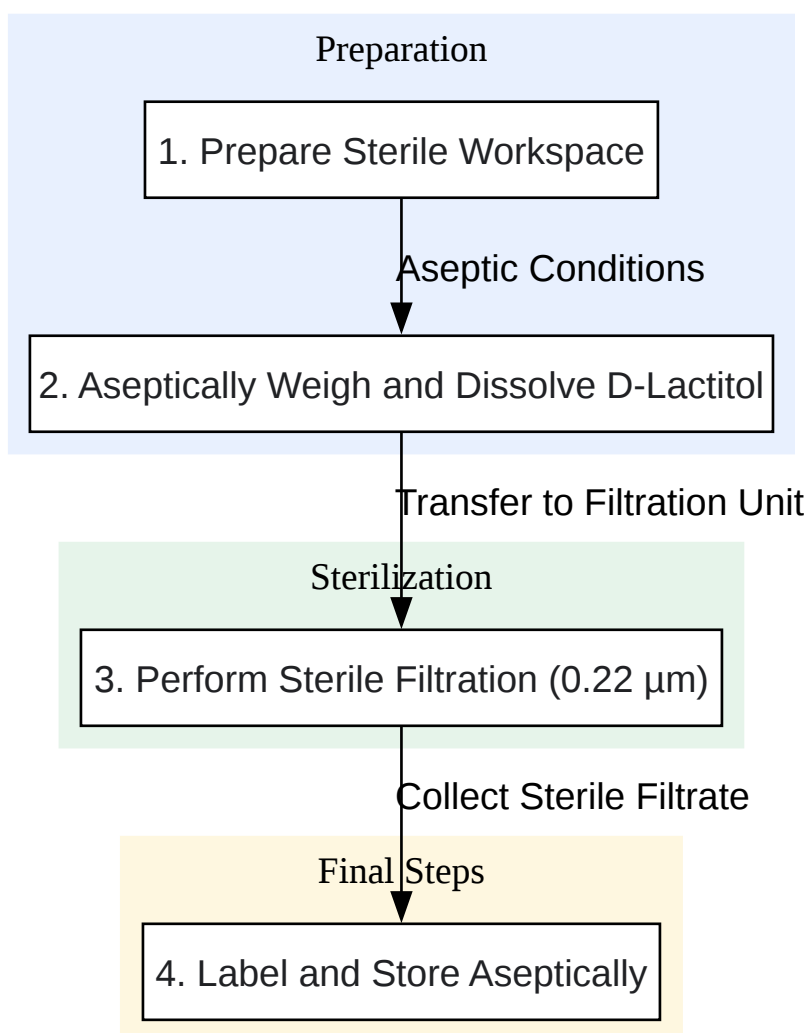 Preparation
1. Prepare Sterile Workspace
Aseptic Conditions
2. Aseptically Weigh and Dissolve D-Lactitol
Transfer to Filtration Unit
Sterilization
3. Perform Sterile Filtration (0.22 µm)
Collect Sterile Filtrate
Final Steps
4. Label and Store Aseptically